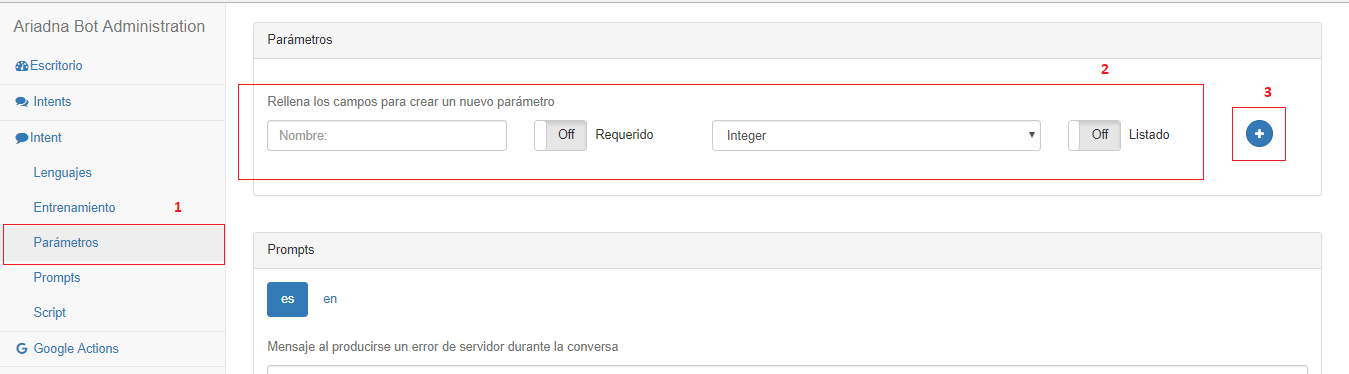 Ariadna Bot Administration
Escritorio
Intents
Intent
Lenguajes
Entrenamiento
1
Parámetros
Prompts
Script
Google Actions
Parámetros
2
Rellena los campos para crear un nuevo parámetro
3
Nombre: Off Requerido Integer Off Listado
Prompts
es en
Mensaje al producirse un error de servidor durante la conversa